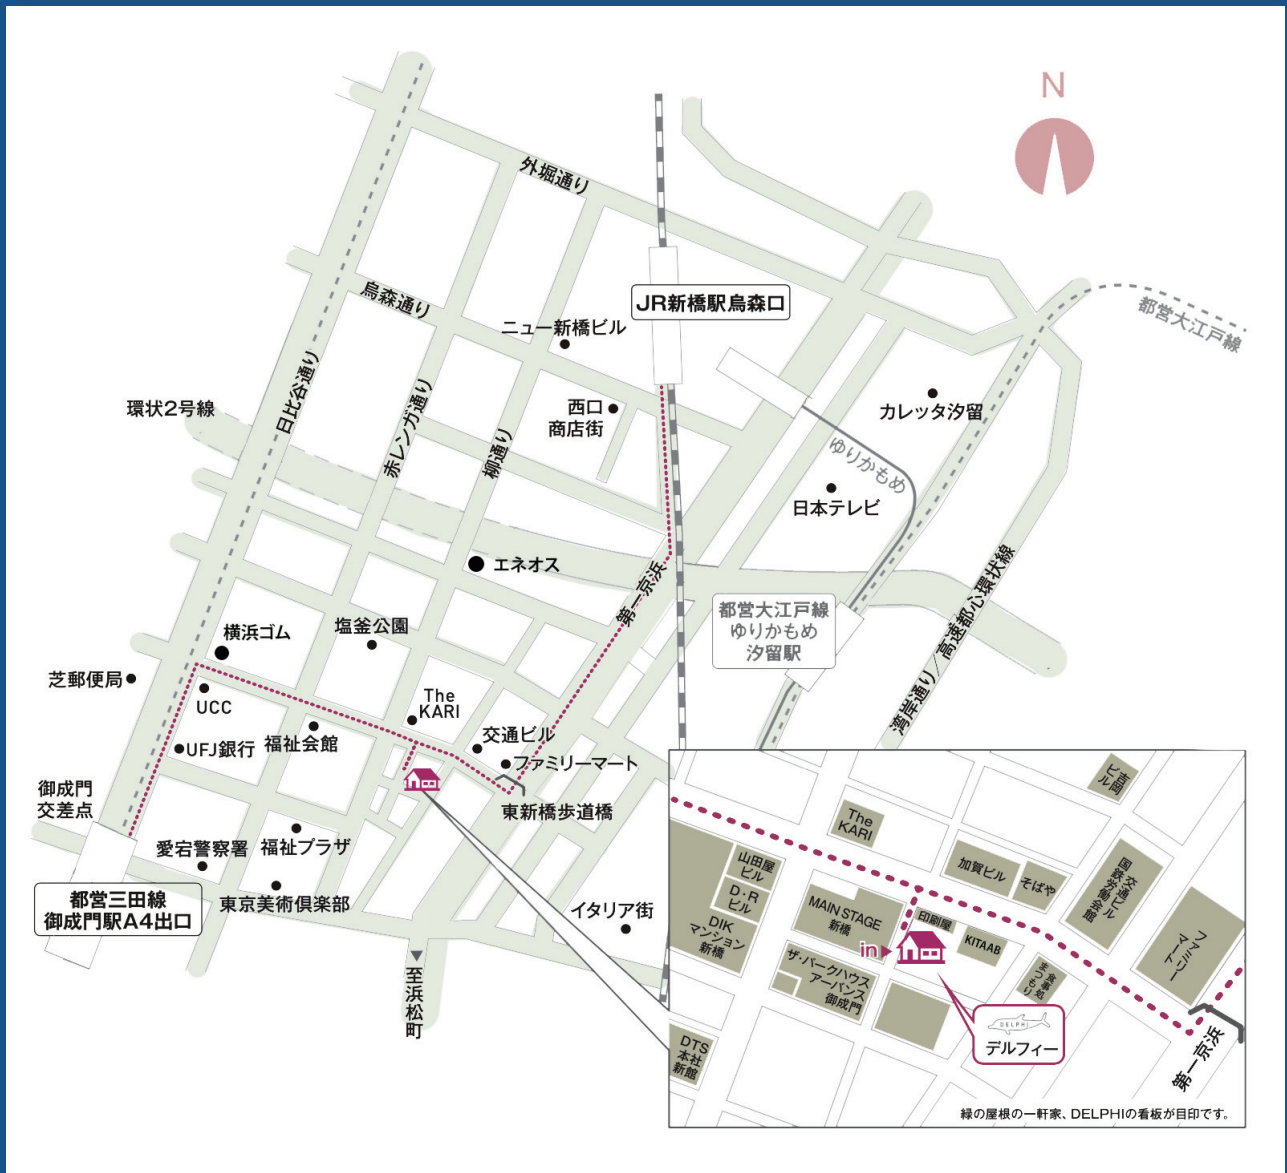 N
外堀通り
都営大江戸線
烏森通り
JR新橋駅烏森口
ニュー新橋ビル
日比谷通り
環状2号線
赤レンガ通り
西口
商店街
柳通り
カレッタ汐留
ゆりかもめ
日本テレビ
エネオス
第一京浜
都営大江戸線
ゆりかもめ
汐留駅
湾岸通り/高速都心環状線
横浜ゴム
塩釜公園
芝郵便局
UCC
The
KARI
UFJ銀行
福祉会館
交通ビル
ファミリーマート
御成門
交差点
東新橋歩道橋
愛宕警察署
福祉プラザ
都営三田線
御成門駅A4出口
東京美術倶楽部
イタリア街
至浜松町
吉岡
ビル
The
KARI
山田屋
ビル
D・R
ビル
DIK
マンション
新橋
MAIN STAGE
新橋
加賀ビル
そばや
交通ビル
国鉄労働会館
ファミリー
マート
印刷屋
KITAAB
in
ザ・パークハウス
アーバンス
御成門
食事処
まつもり
DELPHI
デルフィー
DTS
本社
新館
第一京浜
緑の屋根の一軒家、DELPHIの看板が目印です。